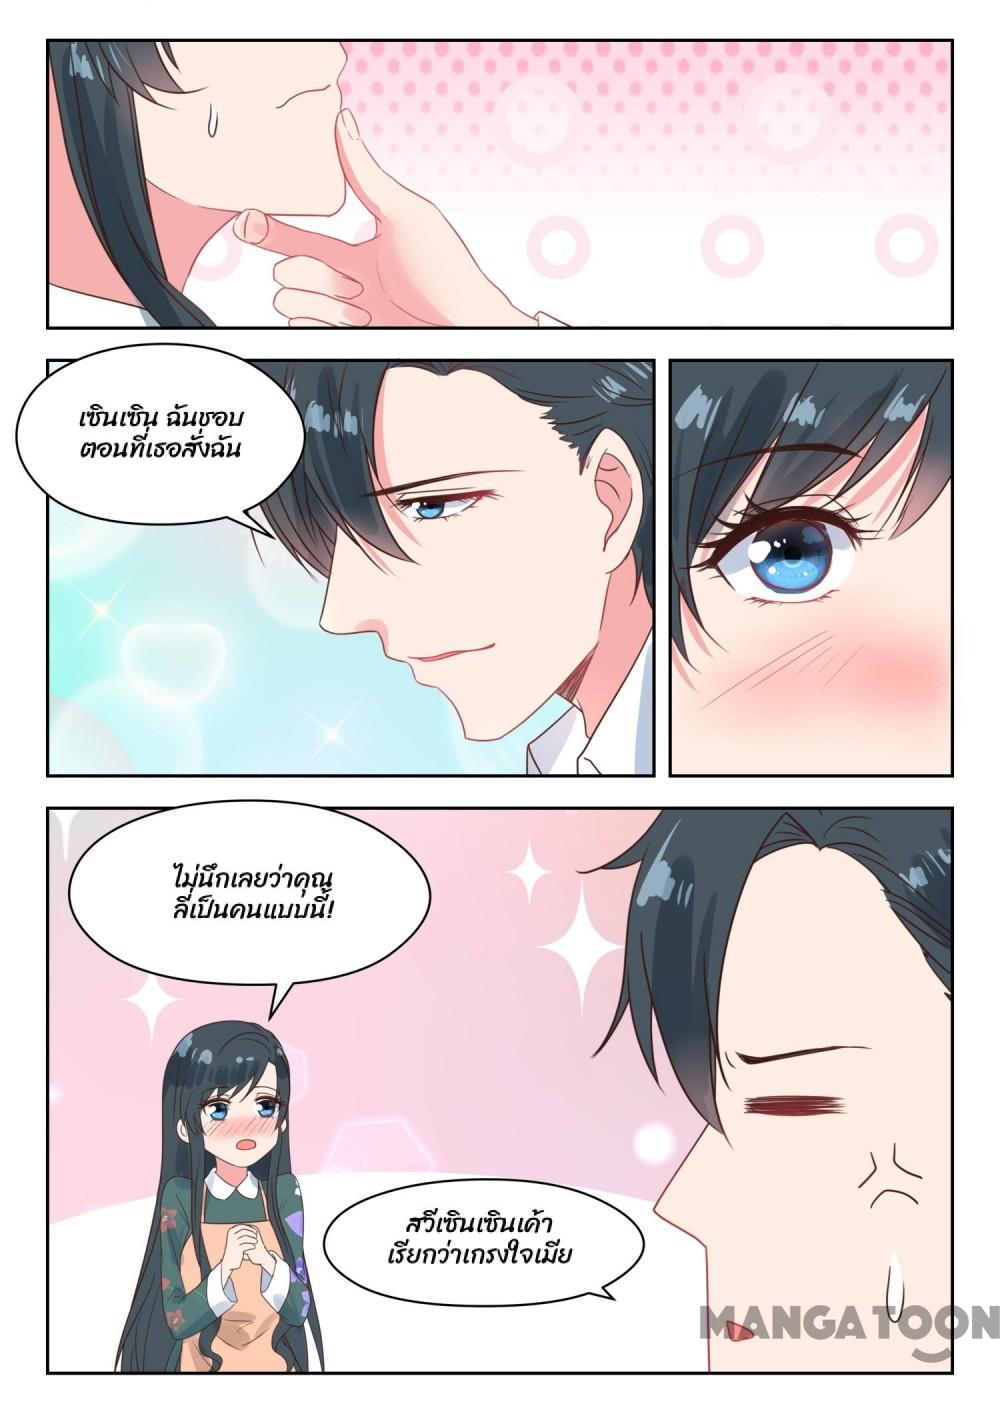 เซินเซิน ฉันชอบ
ตอนที่เธอสั่งฉัน
ไม่นึกเลยว่าคุณ
ลี่เป็นคนแบบนี้!
สวีเซินเซินเค้า
เรียกว่าเกรงใจเมีย
MANGATOON